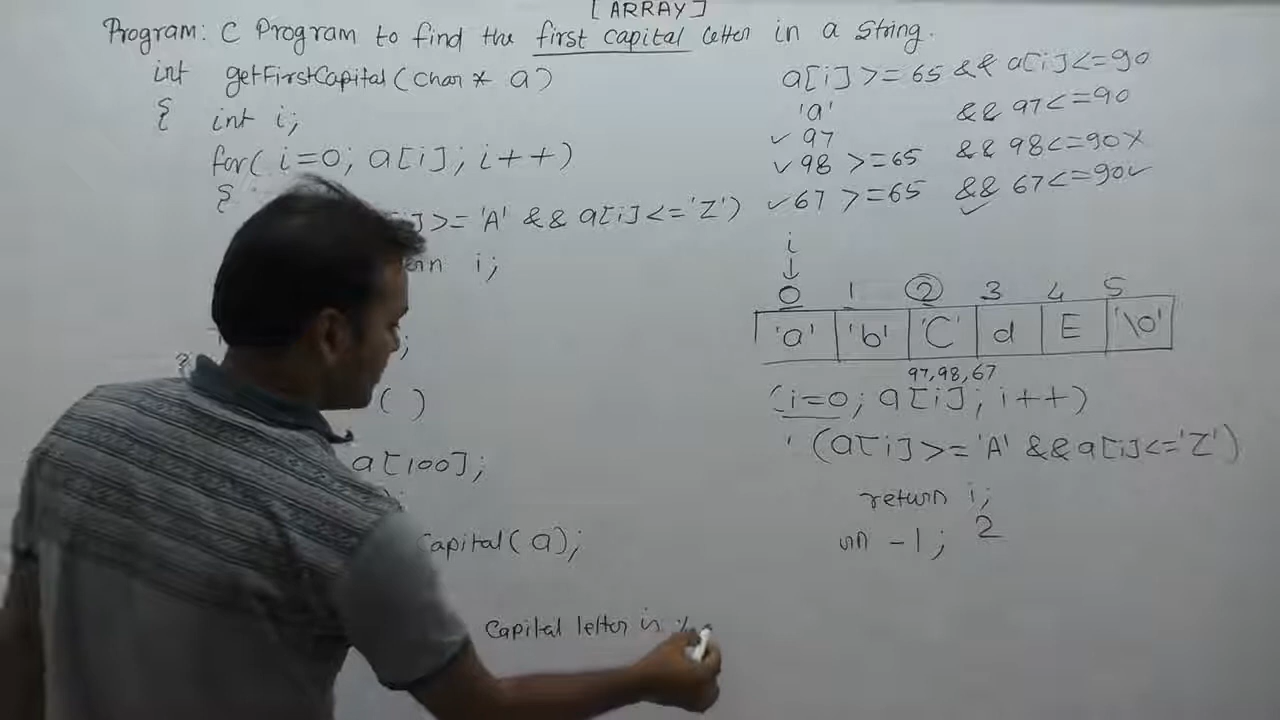 [ARRAY]
Program: C Program to find the first capital letter in a String.
int getFirstCapital(char* a)
{ int i;
for( i=0; a[i]; i++)
{
]>= 'A' && a[i]<='Z')
i;
;
}
( )
a[100];
Capital(a);
Capital letter is %
a[i]>=65 && a[i]<=90
'a' && 97<=90
✓ 97
✓ 98 >=65 && 98<=90 x
✓ 67 >=65 && 67<=90 ✓
i
↓
0 1 2 3 4 5
'a' 'b' 'C' d E '\0'
97,98,67
(i=0; a[i]; i++)
(a[i]>='A' && a[i]<='Z')
return i;
-1; 2